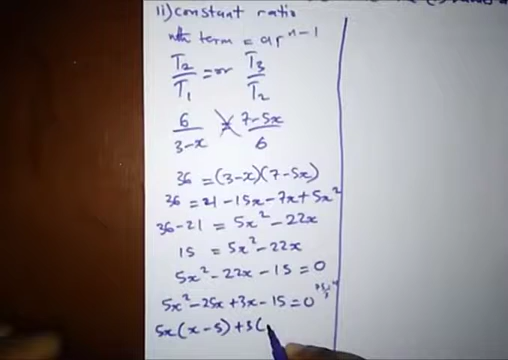 ii) constant ratio
nth term = ar^n-1
T2/T1 = or T3/T2
6/(3-x) = (7-5x)/6
36 = (3-x)(7-5x)
36 = 21 - 15x - 7x + 5x²
36 - 21 = 5x² - 22x
15 = 5x² - 22x
5x² - 22x - 15 = 0
5x² - 25x + 3x - 15 = 0
5x(x - 5) + 3(